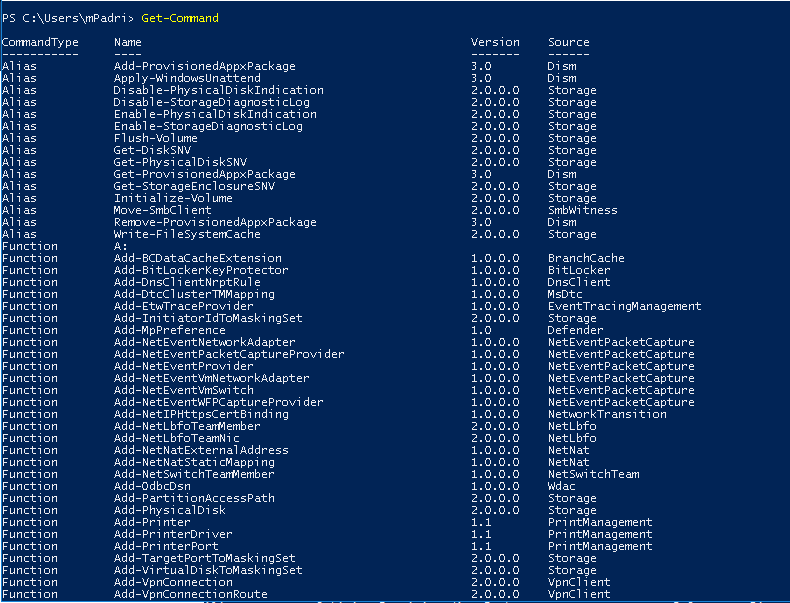 PS C:\Users\mPadri> Get-Command
CommandType Name Version Source
----------- ---- ------- ------
Alias Add-ProvisionedAppxPackage 3.0 Dism
Alias Apply-WindowsUnattend 3.0 Dism
Alias Disable-PhysicalDiskIndication 2.0.0.0 Storage
Alias Disable-StorageDiagnosticLog 2.0.0.0 Storage
Alias Enable-PhysicalDiskIndication 2.0.0.0 Storage
Alias Enable-StorageDiagnosticLog 2.0.0.0 Storage
Alias Flush-Volume 2.0.0.0 Storage
Alias Get-DiskSNV 2.0.0.0 Storage
Alias Get-PhysicalDiskSNV 2.0.0.0 Storage
Alias Get-ProvisionedAppxPackage 3.0 Dism
Alias Get-StorageEnclosureSNV 2.0.0.0 Storage
Alias Initialize-Volume 2.0.0.0 Storage
Alias Move-SmbClient 2.0.0.0 SmbWitness
Alias Remove-ProvisionedAppxPackage 3.0 Dism
Alias Write-FileSystemCache 2.0.0.0 Storage
Function A:
Function Add-BCDataCacheExtension 1.0.0.0 BranchCache
Function Add-BitLockerKeyProtector 1.0.0.0 BitLocker
Function Add-DnsClientNrptRule 1.0.0.0 DnsClient
Function Add-DtcClusterTMMapping 1.0.0.0 MsDtc
Function Add-EtwTraceProvider 1.0.0.0 EventTracingManagement
Function Add-InitiatorIdToMaskingSet 2.0.0.0 Storage
Function Add-MpPreference 1.0 Defender
Function Add-NetEventNetworkAdapter 1.0.0.0 NetEventPacketCapture
Function Add-NetEventPacketCaptureProvider 1.0.0.0 NetEventPacketCapture
Function Add-NetEventProvider 1.0.0.0 NetEventPacketCapture
Function Add-NetEventVmNetworkAdapter 1.0.0.0 NetEventPacketCapture
Function Add-NetEventVmSwitch 1.0.0.0 NetEventPacketCapture
Function Add-NetEventWFPCaptureProvider 1.0.0.0 NetEventPacketCapture
Function Add-NetIPHttpsCertBinding 1.0.0.0 NetworkTransition
Function Add-NetLbfoTeamMember 2.0.0.0 NetLbfo
Function Add-NetLbfoTeamNic 2.0.0.0 NetLbfo
Function Add-NetNatExternalAddress 1.0.0.0 NetNat
Function Add-NetNatStaticMapping 1.0.0.0 NetNat
Function Add-NetSwitchTeamMember 1.0.0.0 NetSwitchTeam
Function Add-OdbcDsn 1.0.0.0 Wdac
Function Add-PartitionAccessPath 2.0.0.0 Storage
Function Add-PhysicalDisk 2.0.0.0 Storage
Function Add-Printer 1.1 PrintManagement
Function Add-PrinterDriver 1.1 PrintManagement
Function Add-PrinterPort 1.1 PrintManagement
Function Add-TargetPortToMaskingSet 2.0.0.0 Storage
Function Add-VirtualDiskToMaskingSet 2.0.0.0 Storage
Function Add-VpnConnection 2.0.0.0 VpnClient
Function Add-VpnConnectionRoute 2.0.0.0 VpnClient